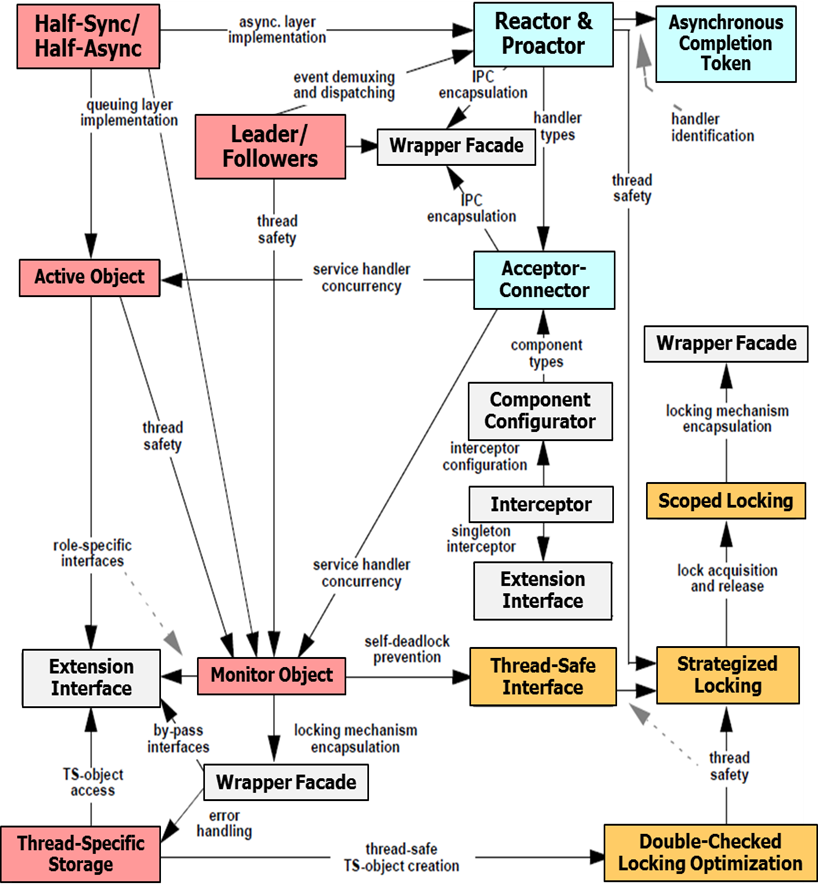 Half-Sync/
Half-Async
async. layer
implementation
Reactor &
Proactor
Asynchronous
Completion
Token
event demuxing
and dispatching
IPC
encapsulation
queuing layer
implementation
handler
types
handler
identification
Leader/
Followers
Wrapper Facade
thread
safety
IPC
encapsulation
thread
safety
Active Object
service handler
concurrency
Acceptor-
Connector
component
types
Wrapper Facade
Component
Configurator
locking mechanism
encapsulation
thread
safety
interceptor
configuration
Interceptor
Scoped Locking
singleton
interceptor
role-specific
interfaces
service handler
concurrency
Extension
Interface
lock acquisition
and release
self-deadlock
prevention
Extension
Interface
Monitor Object
Thread-Safe
Interface
Strategized
Locking
by-pass
interfaces
locking mechanism
encapsulation
thread
safety
TS-object
access
Wrapper Facade
error
handling
Thread-Specific
Storage
thread-safe
TS-object creation
Double-Checked
Locking Optimization